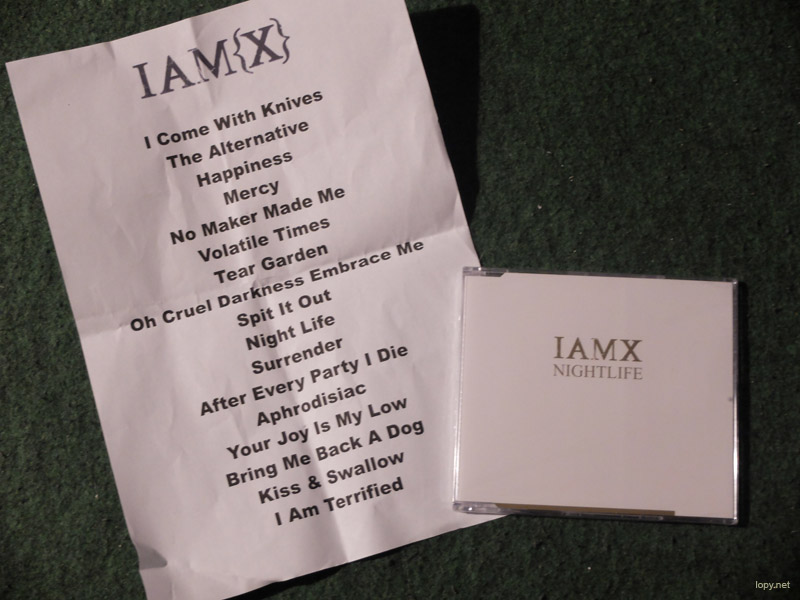 IAM{X}
I Come With Knives
The Alternative
Happiness
Mercy
No Maker Made Me
Volatile Times
Tear Garden
Oh Cruel Darkness Embrace Me
Spit It Out
Night Life
Surrender
After Every Party I Die
Aphrodisiac
Your Joy Is My Low
Bring Me Back A Dog
Kiss & Swallow
I Am Terrified
IAMX
NIGHTLIFE
lopy.net